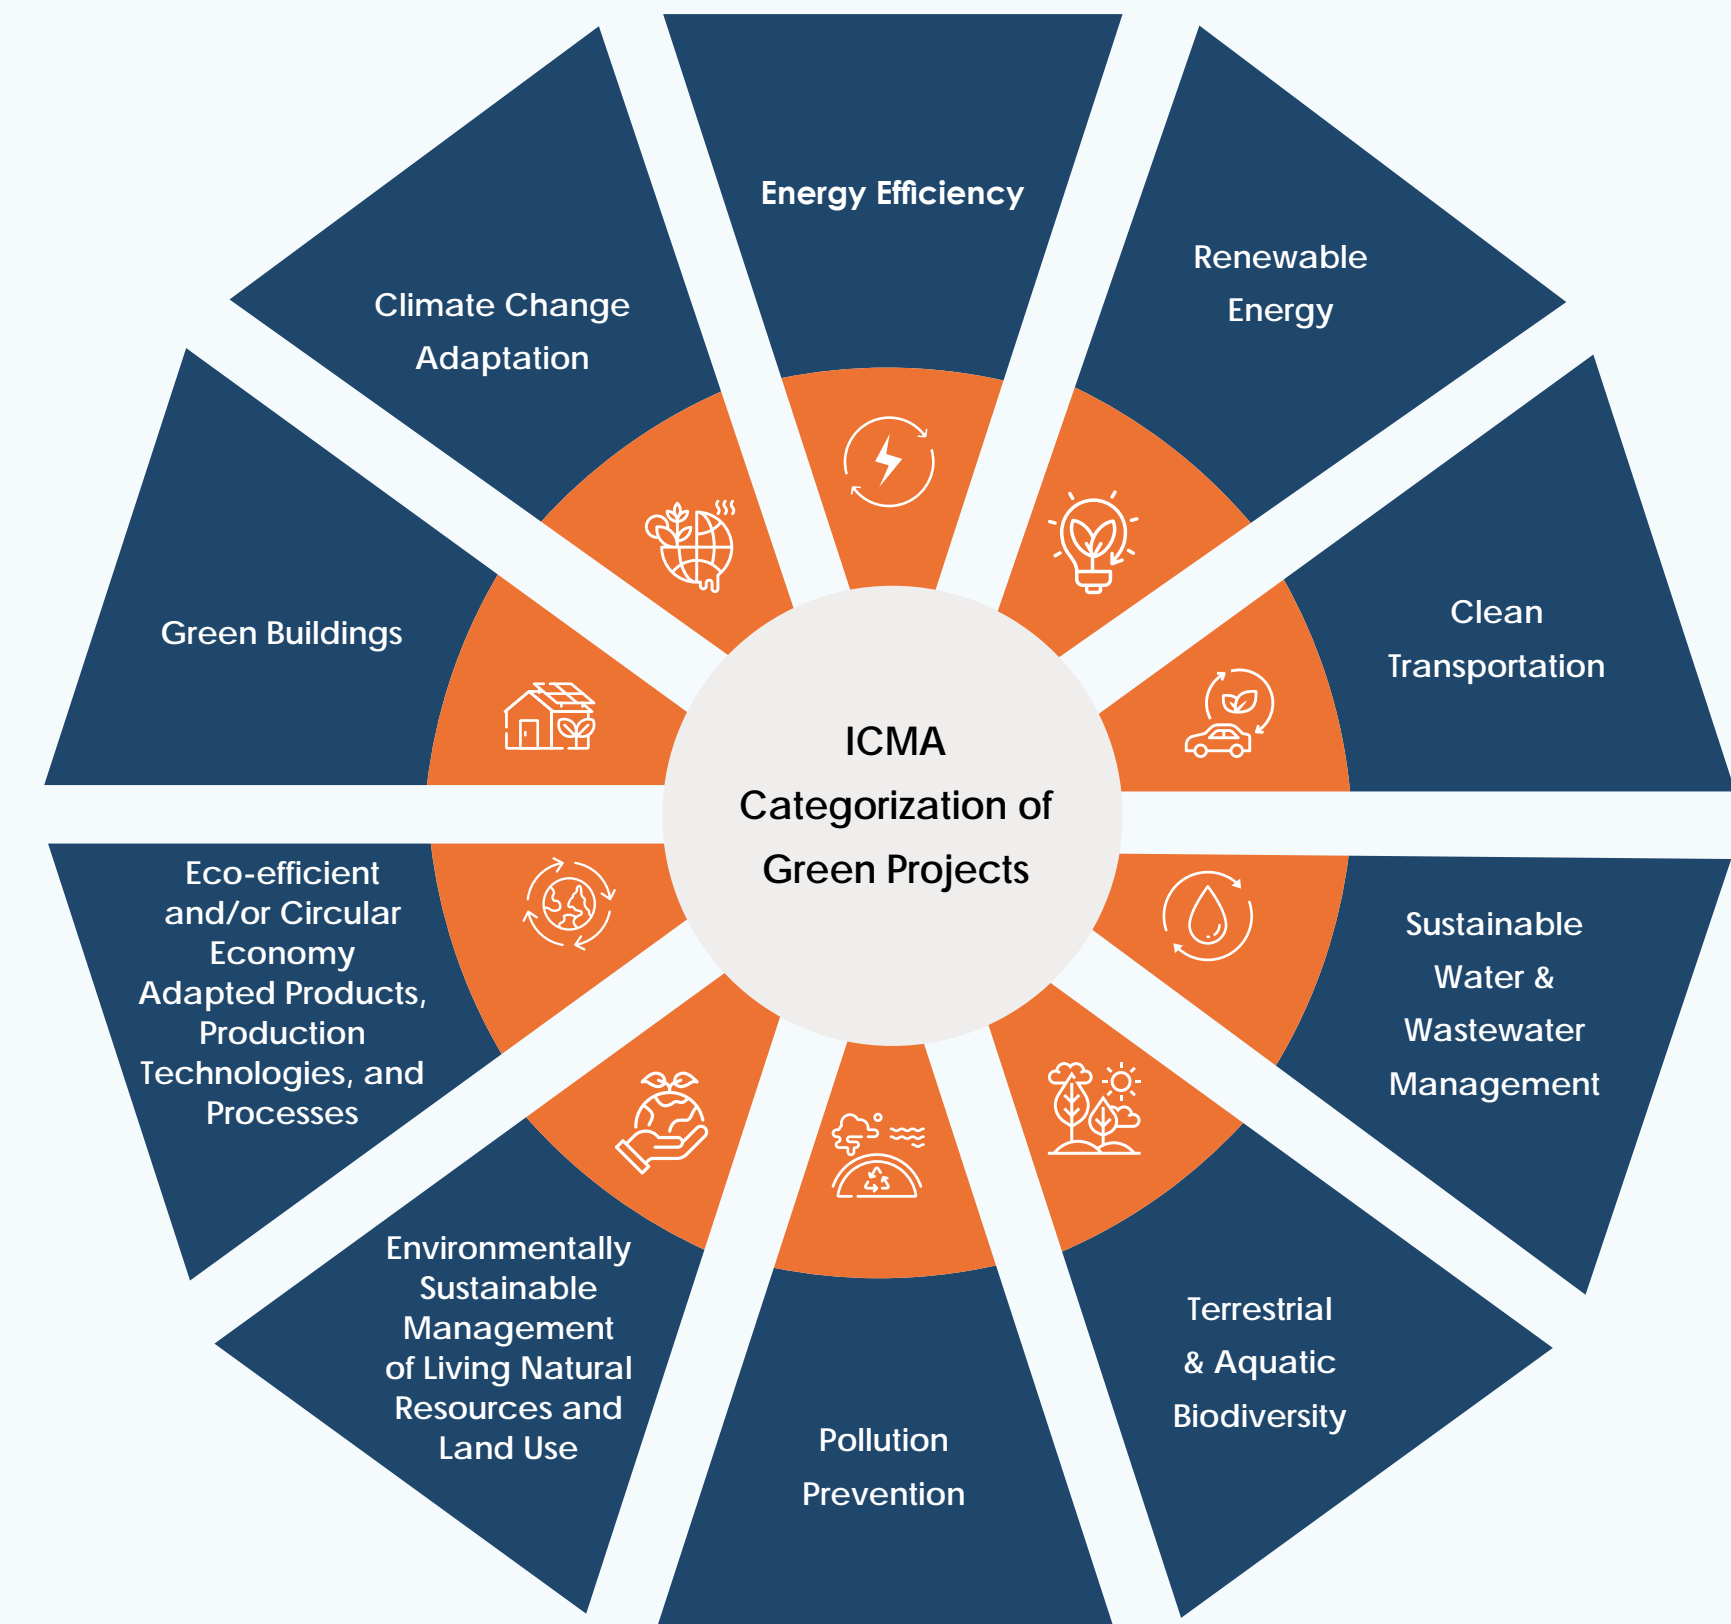 Energy Efficiency
Renewable
Energy
Clean
Transportation
Sustainable
Water &
Wastewater
Management
Terrestrial
& Aquatic
Biodiversity
Pollution
Prevention
Environmentally
Sustainable
Management
of Living Natural
Resources and
Land Use
Eco-efficient
and/or Circular
Economy
Adapted Products,
Production
Technologies, and
Processes
Green Buildings
Climate Change
Adaptation
ICMA
Categorization of
Green Projects